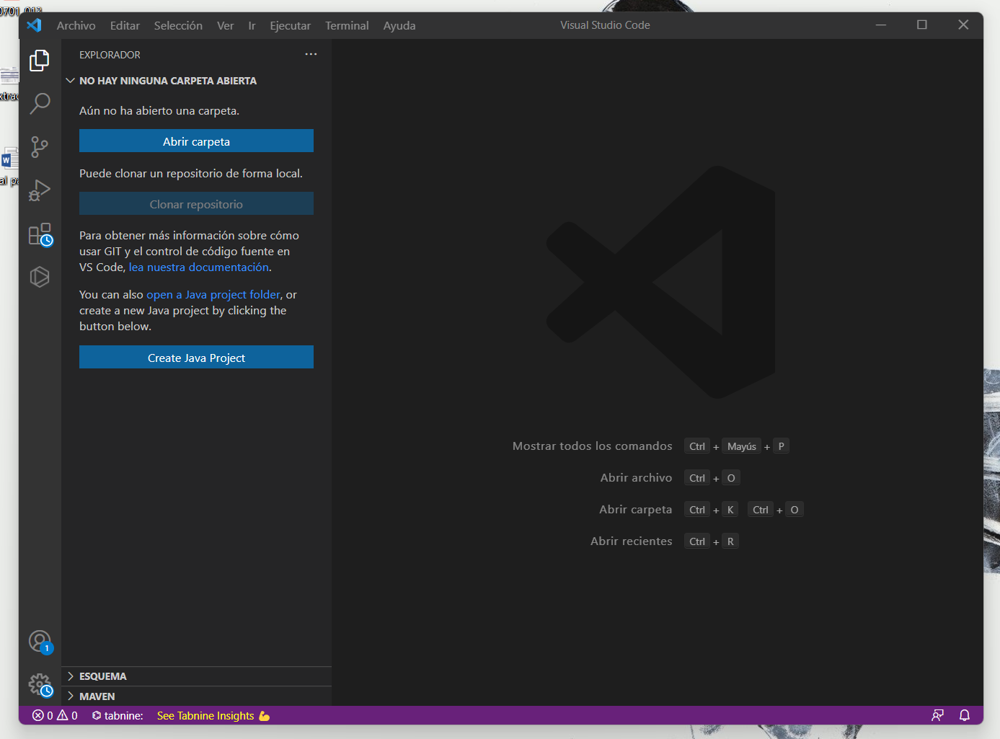 0701_018
Archivo Editar Selección Ver Ir Ejecutar Terminal Ayuda
Visual Studio Code
EXPLORADOR
NO HAY NINGUNA CARPETA ABIERTA
Aún no ha abierto una carpeta.
Abrir carpeta
Puede clonar un repositorio de forma local.
Clonar repositorio
Para obtener más información sobre cómo
usar GIT y el control de código fuente en
VS Code, lea nuestra documentación.
You can also open a Java project folder, or
create a new Java project by clicking the
button below.
Create Java Project
Mostrar todos los comandos Ctrl + Mayús + P
Abrir archivo Ctrl + O
Abrir carpeta Ctrl + K Ctrl + O
Abrir recientes Ctrl + R
1
ESQUEMA
MAVEN
0 0 tabnine: See Tabnine Insights 💪